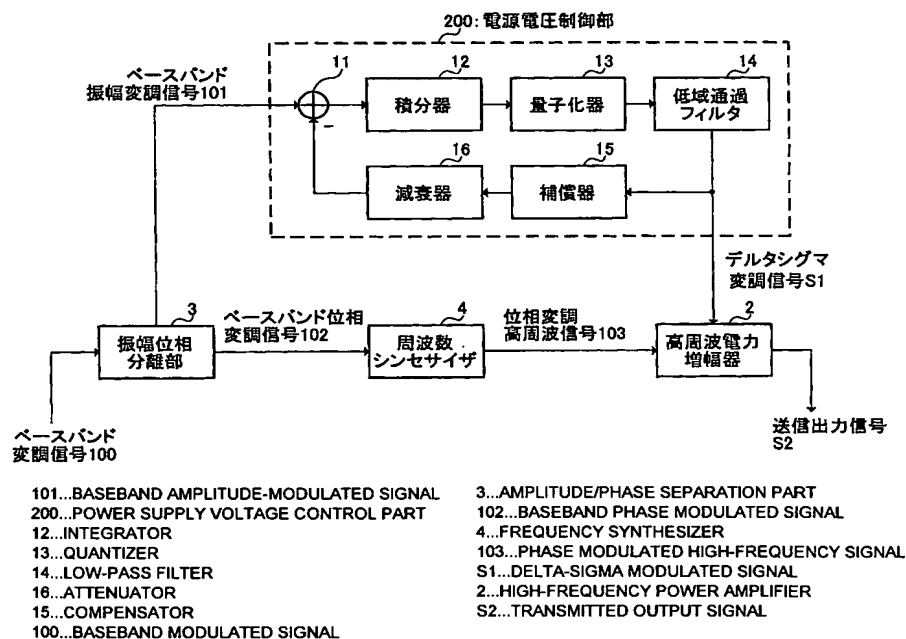 200:電源電圧制御部
ベースバンド
振幅変調信号101
11
12
13
14
積分器
量子化器
低域通過
フィルタ
-
16
15
減衰器
補償器
デルタシグマ
変調信号S1
3
ベースバンド位相
変調信号102
4
位相変調
高周波信号103
2
振幅位相
分離部
周波数
シンセサイザ
高周波電力
増幅器
ベースバンド
変調信号100
送信出力信号
S2
101...BASEBAND AMPLITUDE-MODULATED SIGNAL
200...POWER SUPPLY VOLTAGE CONTROL PART
12...INTEGRATOR
13...QUANTIZER
14...LOW-PASS FILTER
16...ATTENUATOR
15...COMPENSATOR
100...BASEBAND MODULATED SIGNAL
3...AMPLITUDE/PHASE SEPARATION PART
102...BASEBAND PHASE MODULATED SIGNAL
4...FREQUENCY SYNTHESIZER
103...PHASE MODULATED HIGH-FREQUENCY SIGNAL
S1...DELTA-SIGMA MODULATED SIGNAL
2...HIGH-FREQUENCY POWER AMPLIFIER
S2...TRANSMITTED OUTPUT SIGNAL